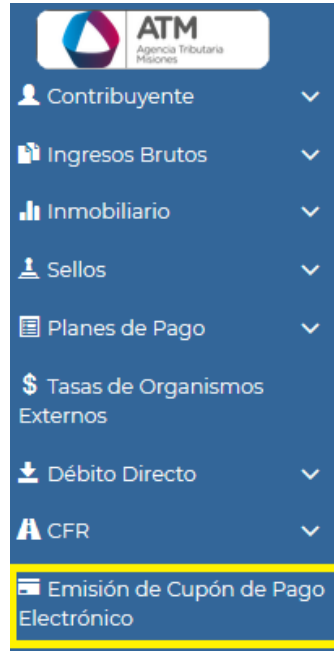 ATM
Agencia Tributaria
Misiones
Contribuyente
Ingresos Brutos
Inmobiliario
Sellos
Planes de Pago
Tasas de Organismos
Externos
Débito Directo
CFR
Emisión de Cupón de Pago
Electrónico